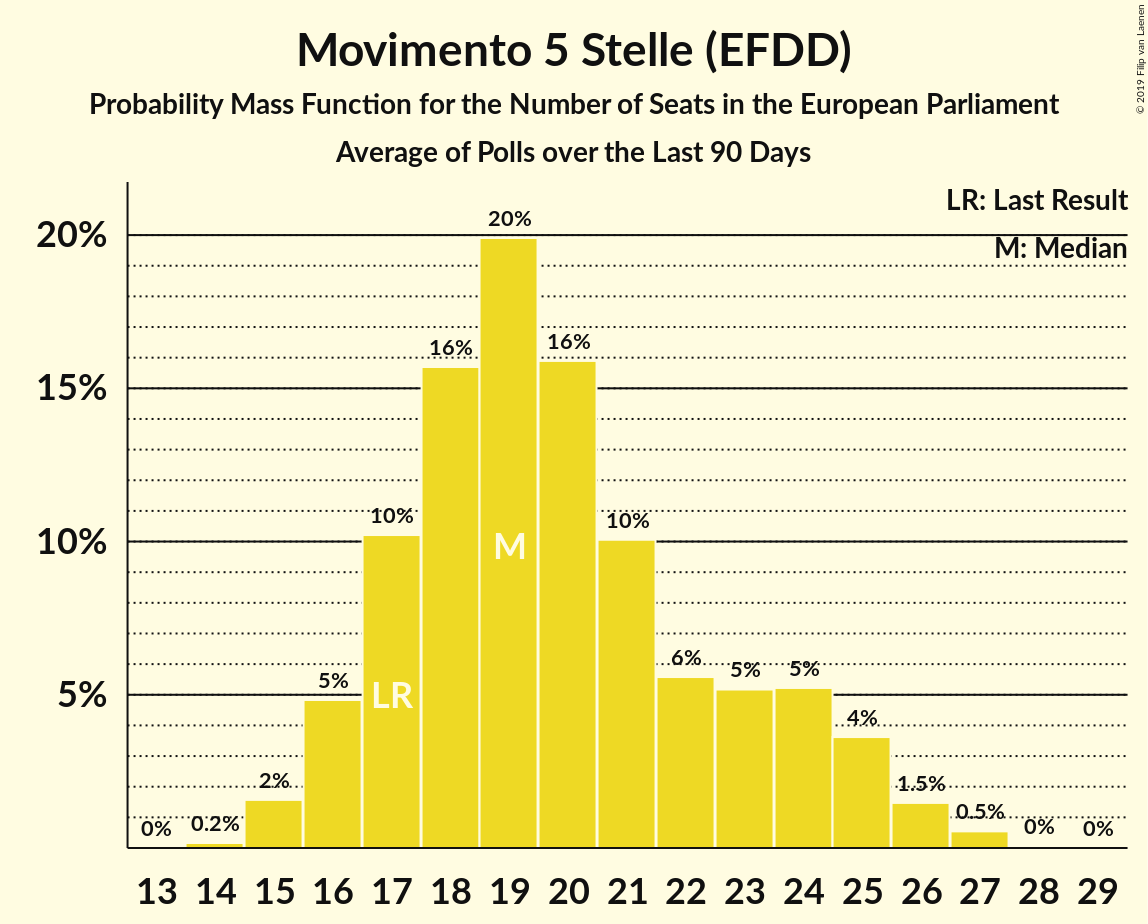 Movimento 5 Stelle (EFDD)
Probability Mass Function for the Number of Seats in the European Parliament
Average of Polls over the Last 90 Days
© 2019 Filip van Laenen
LR: Last Result
M: Median
20%
15%
10%
5%
0%
0.2%
2%
5%
10%
16%
20%
16%
10%
6%
5%
5%
4%
1.5%
0.5%
0%
0%
LR
M
13 14 15 16 17 18 19 20 21 22 23 24 25 26 27 28 29